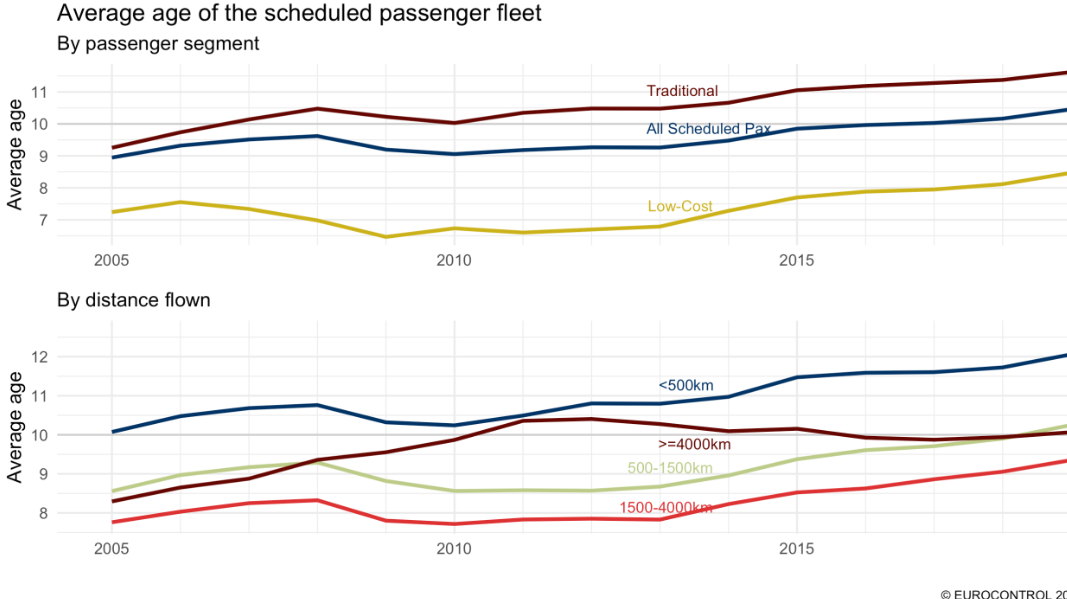 Average age of the scheduled passenger fleet
By passenger segment
Average age
11
10
9
8
7
Traditional
All Scheduled Pax
Low-Cost
2005 2010 2015
By distance flown
Average age
12
11
10
9
8
<500km
>=4000km
500-1500km
1500-4000km
2005 2010 2015
© EUROCONTROL 20